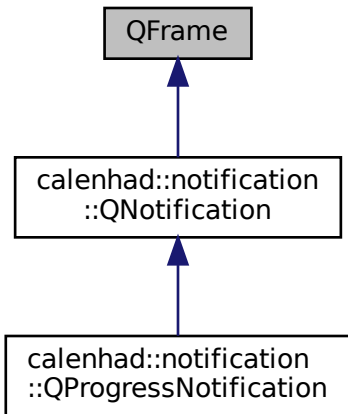 QFrame
calenhad::notification
::QNotification
calenhad::notification
::QProgressNotification